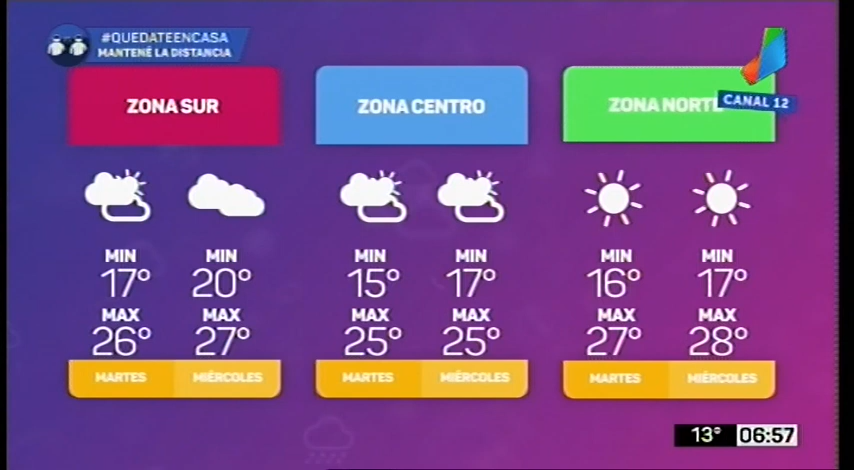 #QUEDATEENCASA
MANTENÉ LA DISTANCIA
CANAL 12
ZONA SUR
ZONA CENTRO
ZONA NORTE
MIN MIN MIN MIN MIN MIN
17° 20° 15° 17° 16° 17°
MAX MAX MAX MAX MAX MAX
26° 27° 25° 25° 27° 28°
MARTES MIÉRCOLES MARTES MIÉRCOLES MARTES MIÉRCOLES
13° 06:57